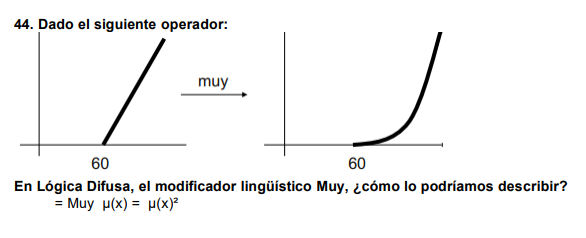 44. Dado el siguiente operador:
muy
60 60
En Lógica Difusa, el modificador lingüístico Muy, ¿cómo lo podríamos describir?
= Muy μ(x) = μ(x)²